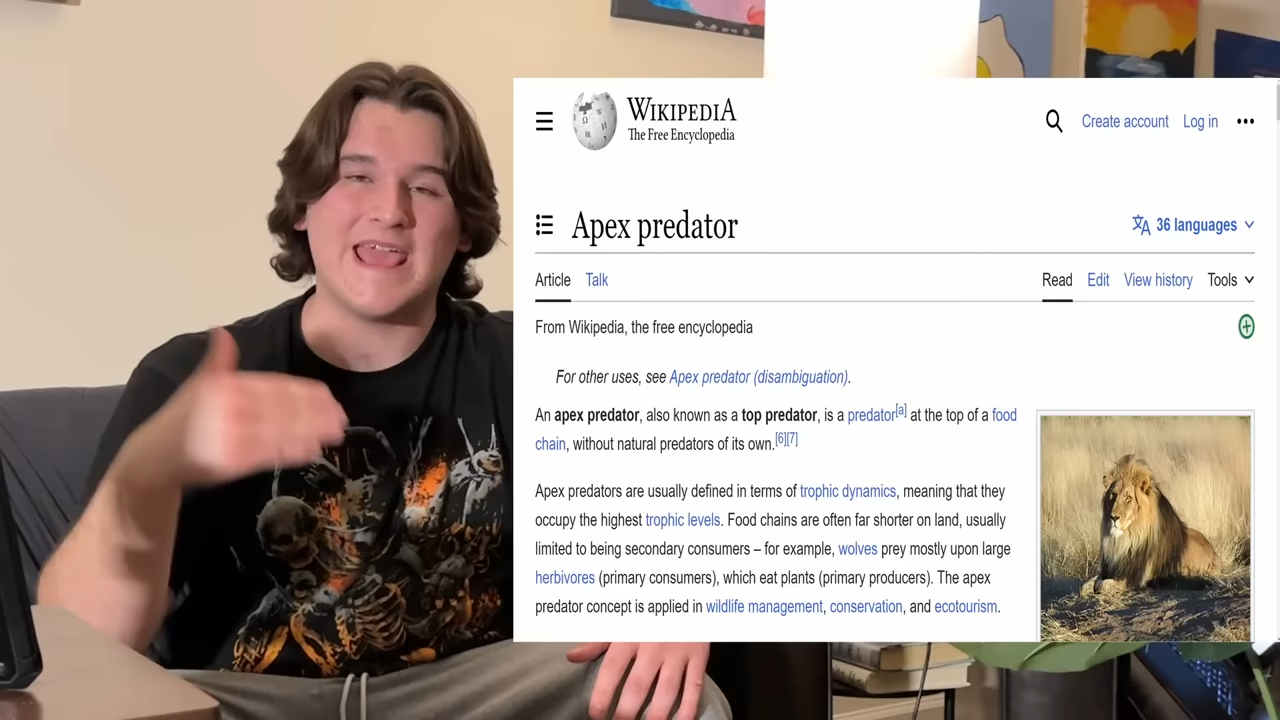 WIKIPEDIA
The Free Encyclopedia
Create account Log in
Apex predator
36 languages
Article Talk
Read Edit View history Tools
From Wikipedia, the free encyclopedia
For other uses, see Apex predator (disambiguation).
An apex predator, also known as a top predator, is a predator[a] at the top of a food
chain, without natural predators of its own.[6][7]
Apex predators are usually defined in terms of trophic dynamics, meaning that they
occupy the highest trophic levels. Food chains are often far shorter on land, usually
limited to being secondary consumers – for example, wolves prey mostly upon large
herbivores (primary consumers), which eat plants (primary producers). The apex
predator concept is applied in wildlife management, conservation, and ecotourism.